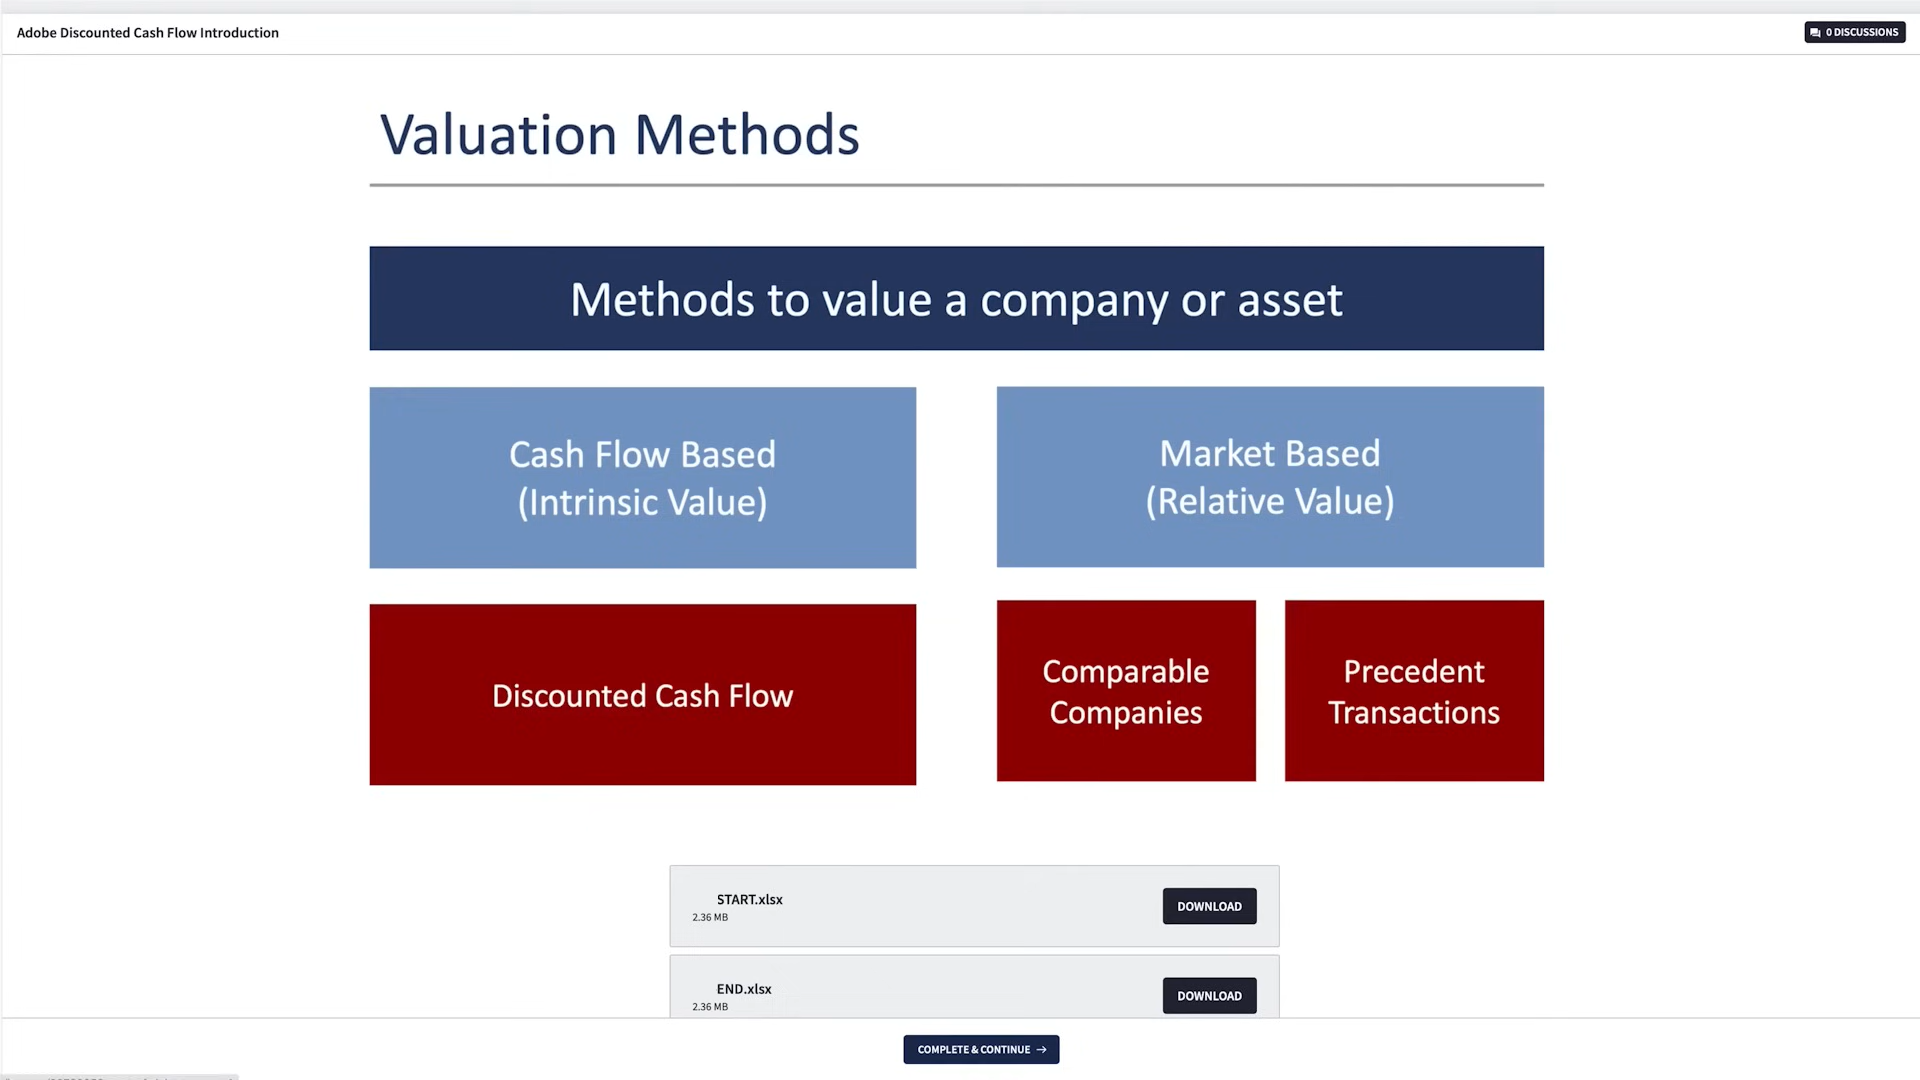 Adobe Discounted Cash Flow Introduction
0 DISCUSSIONS
Valuation Methods
Methods to value a company or asset
Cash Flow Based
(Intrinsic Value)
Market Based
(Relative Value)
Discounted Cash Flow
Comparable
Companies
Precedent
Transactions
START.xlsx
2.36 MB
DOWNLOAD
END.xlsx
2.36 MB
DOWNLOAD
COMPLETE & CONTINUE →